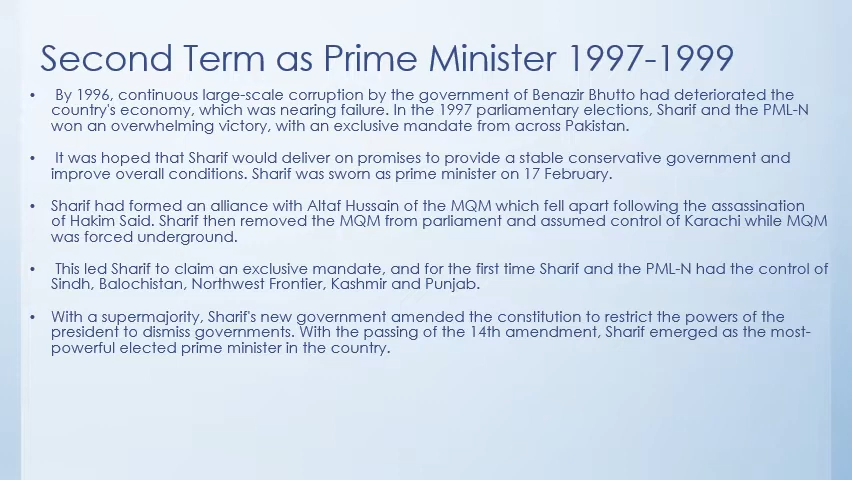 Second Term as Prime Minister 1997-1999
• By 1996, continuous large-scale corruption by the government of Benazir Bhutto had deteriorated the
country's economy, which was nearing failure. In the 1997 parliamentary elections, Sharif and the PML-N
won an overwhelming victory, with an exclusive mandate from across Pakistan.
• It was hoped that Sharif would deliver on promises to provide a stable conservative government and
improve overall conditions. Sharif was sworn as prime minister on 17 February.
• Sharif had formed an alliance with Altaf Hussain of the MQM which fell apart following the assassination
of Hakim Said. Sharif then removed the MQM from parliament and assumed control of Karachi while MQM
was forced underground.
• This led Sharif to claim an exclusive mandate, and for the first time Sharif and the PML-N had the control of
Sindh, Balochistan, Northwest Frontier, Kashmir and Punjab.
• With a supermajority, Sharif's new government amended the constitution to restrict the powers of the
president to dismiss governments. With the passing of the 14th amendment, Sharif emerged as the most-
powerful elected prime minister in the country.